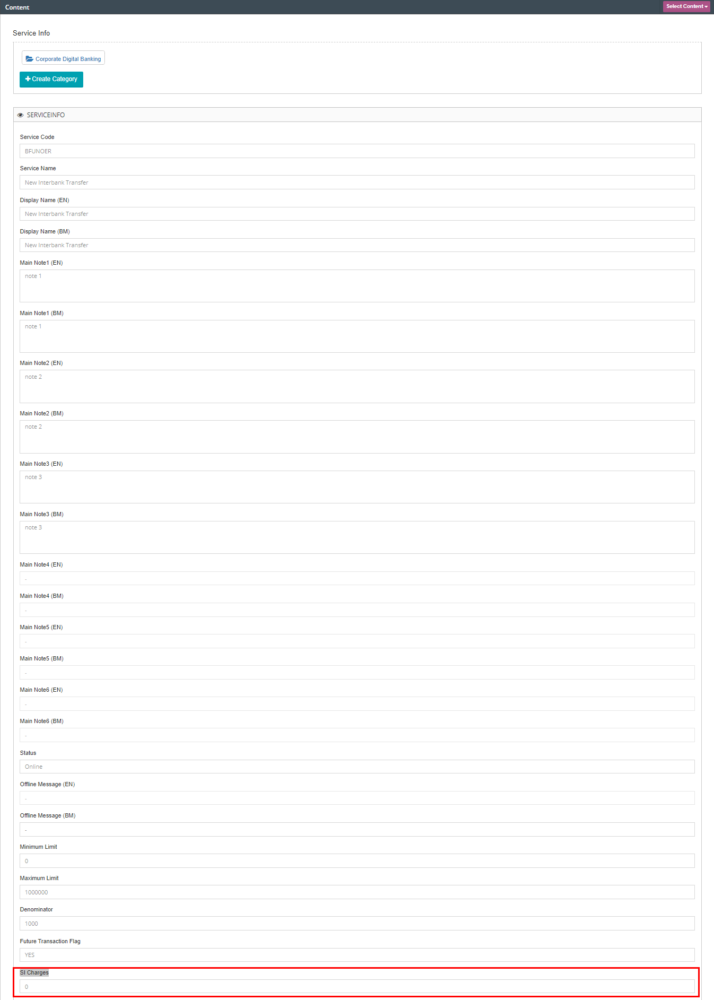 Content
Select Content
Service Info
Corporate Digital Banking
Create Category
SERVICEINFO
Service Code
BFUNOER
Service Name
New Interbank Transfer
Display Name (EN)
New Interbank Transfer
Display Name (BM)
New Interbank Transfer
Main Note1 (EN)
note 1
Main Note1 (BM)
note 1
Main Note2 (EN)
note 2
Main Note2 (BM)
note 2
Main Note3 (EN)
note 3
Main Note3 (BM)
note 3
Main Note4 (EN)
-
Main Note4 (BM)
-
Main Note5 (EN)
-
Main Note5 (BM)
-
Main Note6 (EN)
-
Main Note6 (BM)
-
Status
Online
Offline Message (EN)
-
Offline Message (BM)
-
Minimum Limit
0
Maximum Limit
1000000
Denominator
1000
Future Transaction Flag
YES
SI Charges
0